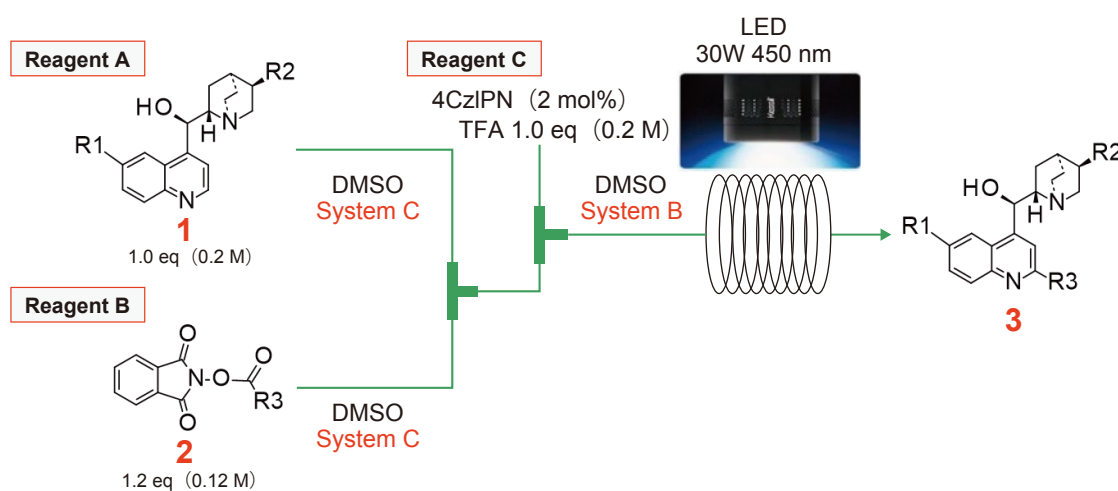 LED
30W 450 nm
Reagent A
R2
HO
H
N
R1
N
1
1.0 eq (0.2 M)
DMSO
System C
Reagent C
4CzIPN (2 mol%)
TFA 1.0 eq (0.2 M)
DMSO
System B
R2
HO
H
N
R1
N
R3
3
Reagent B
O
N
O
O
O
R3
2
1.2 eq (0.12 M)
DMSO
System C